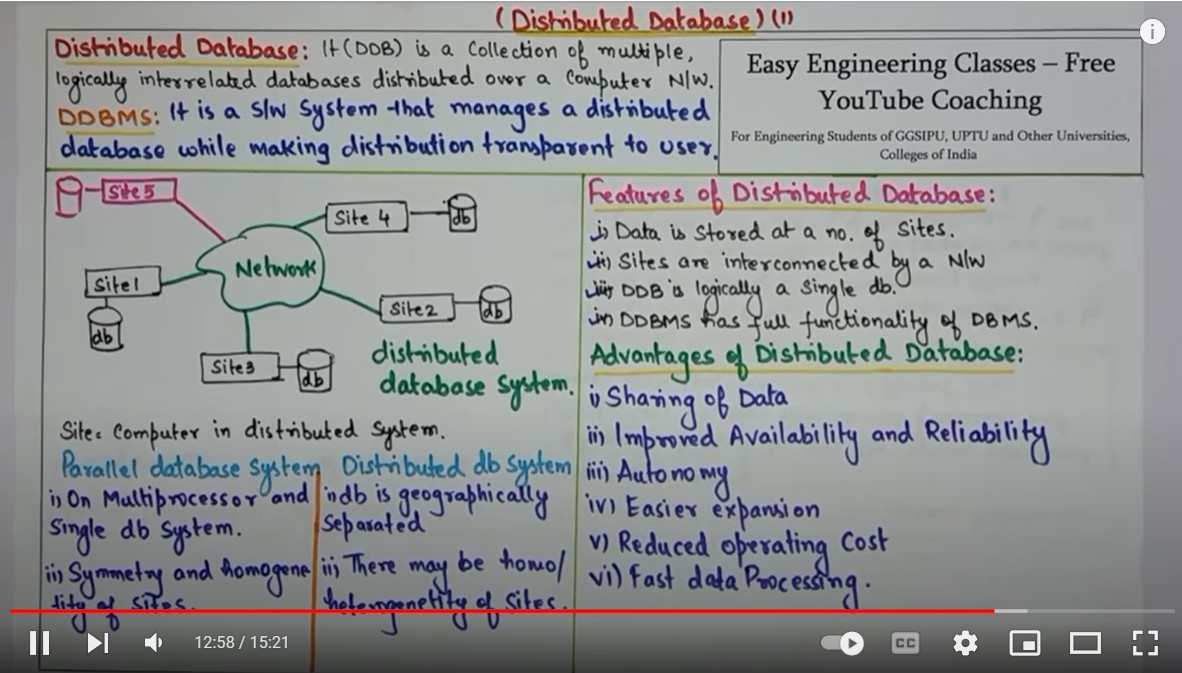 (Distributed Database) (1)
Distributed Database: It (DDB) is a Collection of multiple,
logically interrelated databases distributed over a Computer N/W.
DDBMS: It is a S/W System that manages a distributed
database while making distribution transparent to user.
Easy Engineering Classes – Free
YouTube Coaching
For Engineering Students of GGSIPU, UPTU and Other Universities,
Colleges of India
Site 5
Site 4
db
Network
Site1
db
Site2
db
Site3
db
distributed
database System.
Site: Computer in distributed System.
Parallel database System
i) On Multiprocessor and
Single db System.
ii) Symmetry and homogene
tity of Sites.
Distributed db System
i) db is geographically
Separated
ii) There may be homo/
heterogenetity of Sites.
Features of Distributed Database:
i) Data is Stored at a no. of Sites.
ii) Sites are interconnected by a N/W
iii) DDB is logically a Single db.
iv) DDBMS has full functionality of DBMS.
Advantages of Distributed Database:
i) Sharing of Data
ii) Improved Availability and Reliability
iii) Autonomy
iv) Easier expansion
v) Reduced operating Cost
vi) Fast data Processing.
12:58 / 15:21
CC